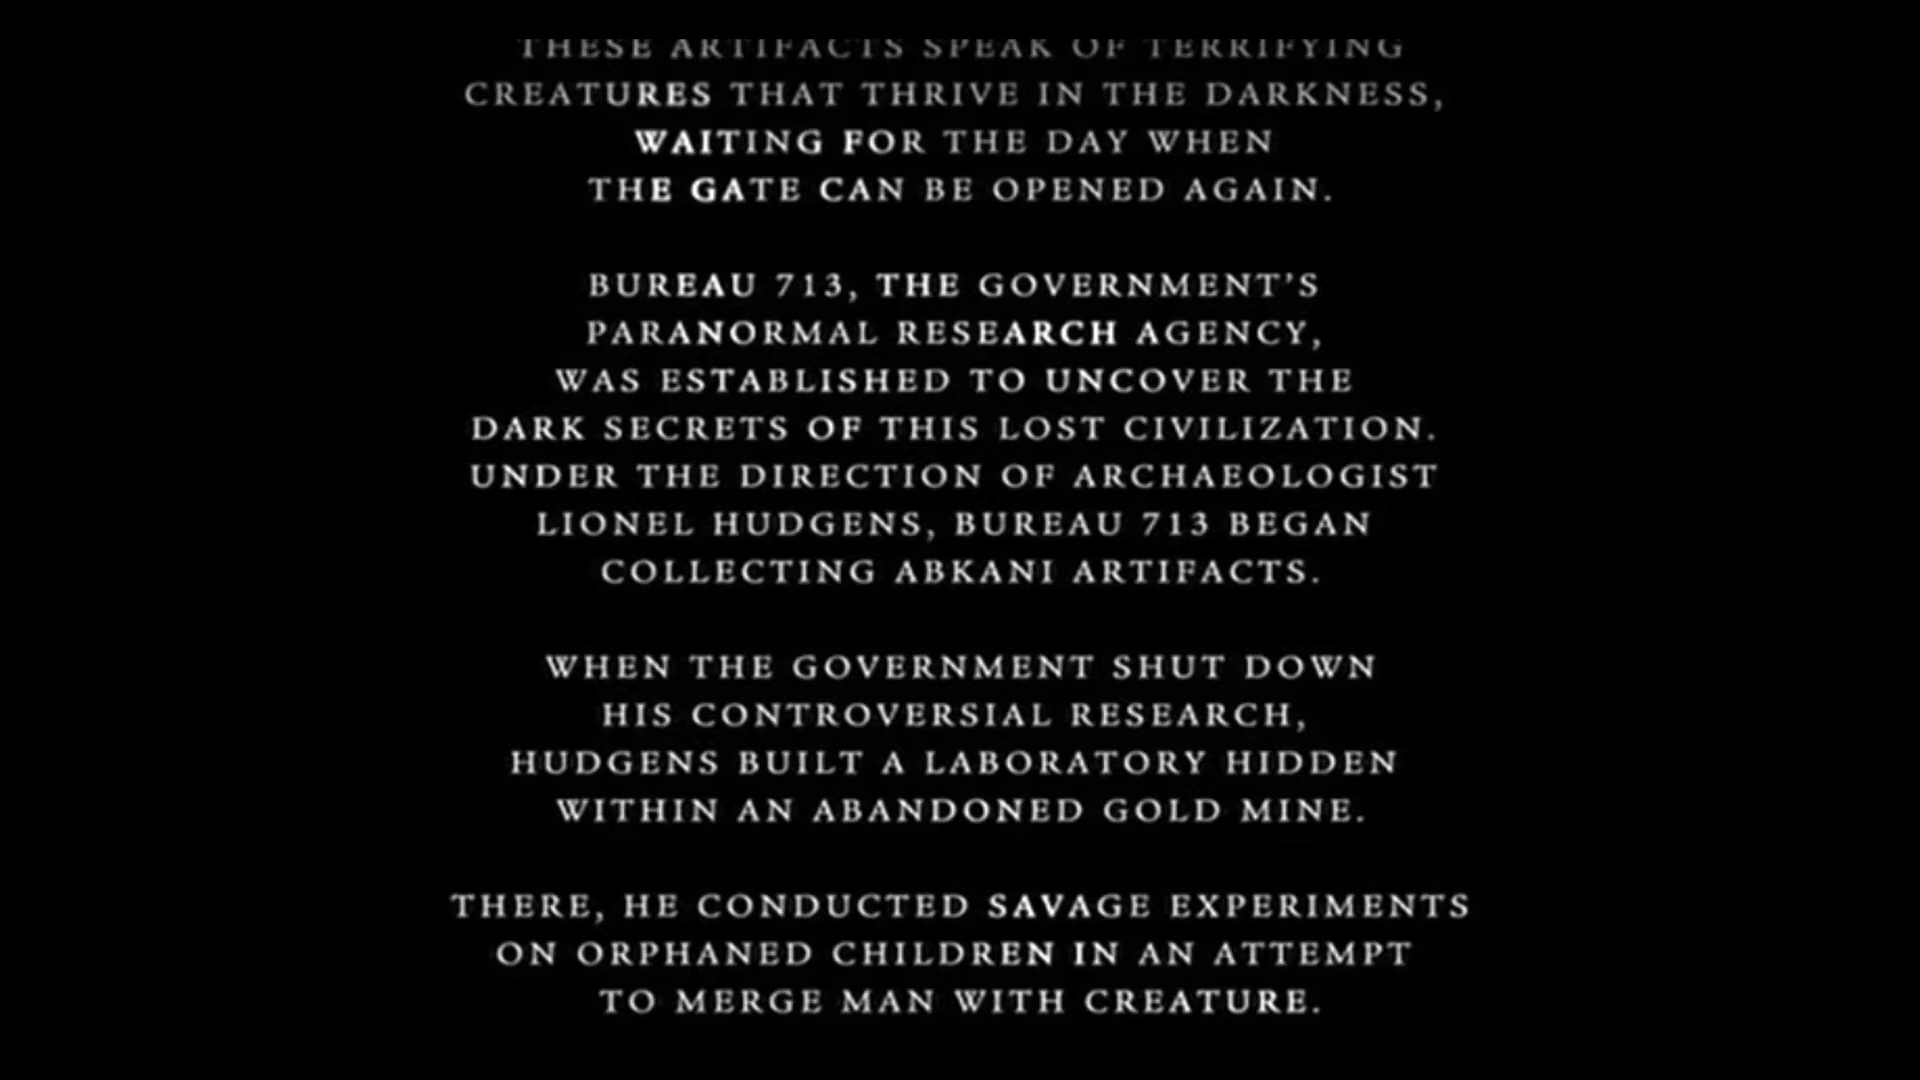 THESE ARTIFACTS SPEAK OF TERRIFYING
CREATURES THAT THRIVE IN THE DARKNESS,
WAITING FOR THE DAY WHEN
THE GATE CAN BE OPENED AGAIN.
BUREAU 713, THE GOVERNMENT'S
PARANORMAL RESEARCH AGENCY,
WAS ESTABLISHED TO UNCOVER THE
DARK SECRETS OF THIS LOST CIVILIZATION.
UNDER THE DIRECTION OF ARCHAEOLOGIST
LIONEL HUDGENS, BUREAU 713 BEGAN
COLLECTING ABKANI ARTIFACTS.
WHEN THE GOVERNMENT SHUT DOWN
HIS CONTROVERSIAL RESEARCH,
HUDGENS BUILT A LABORATORY HIDDEN
WITHIN AN ABANDONED GOLD MINE.
THERE, HE CONDUCTED SAVAGE EXPERIMENTS
ON ORPHANED CHILDREN IN AN ATTEMPT
TO MERGE MAN WITH CREATURE.